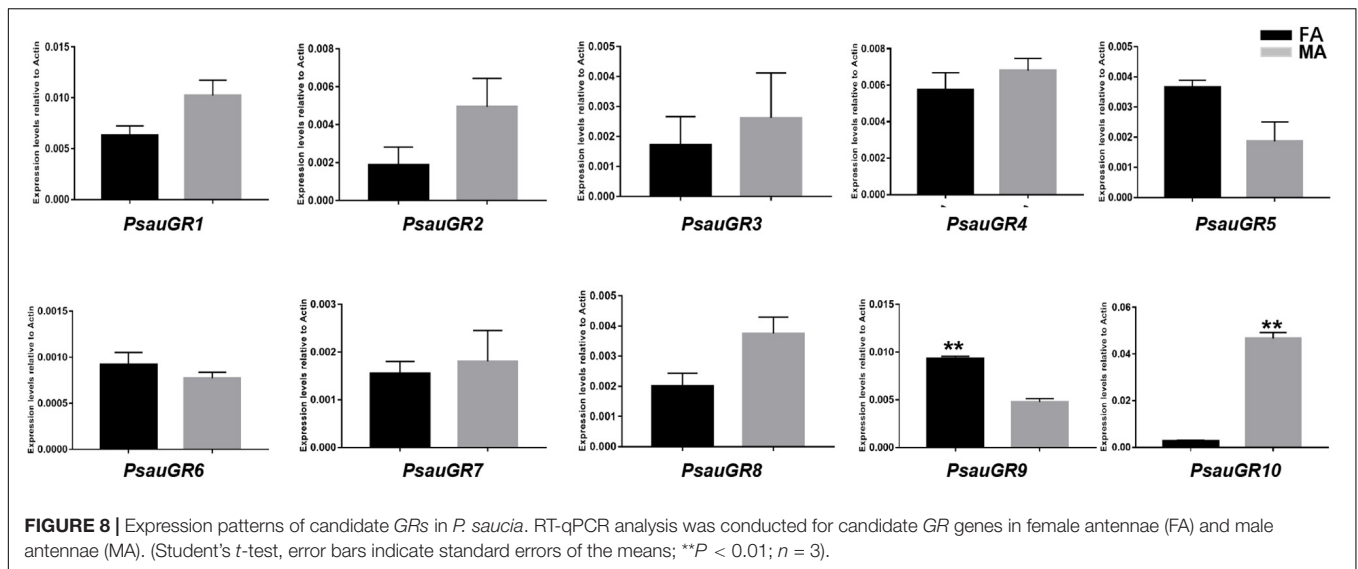 FA
MA
Expression levels relative to Actin
0.015
0.010
0.005
0.000
PsauGR1
Expression levels relative to Actin
0.008
0.006
0.004
0.002
0.000
PsauGR2
Expression levels relative to Actin
0.005
0.004
0.003
0.002
0.001
0.000
PsauGR3
Expression levels relative to Actin
0.008
0.006
0.004
0.002
0.000
PsauGR4
Expression levels relative to Actin
0.005
0.004
0.003
0.002
0.001
0.000
PsauGR5
Expression levels relative to Actin
0.0015
0.0010
0.0005
0.0000
PsauGR6
Expression levels relative to Actin
0.003
0.002
0.001
0.000
PsauGR7
Expression levels relative to Actin
0.005
0.004
0.003
0.002
0.001
0.000
PsauGR8
Expression levels relative to Actin
0.015
0.010
0.005
0.000
**
PsauGR9
Expression levels relative to Actin
0.06
0.04
0.02
0.00
**
PsauGR10
FIGURE 8 | Expression patterns of candidate GRs in P. saucia. RT-qPCR analysis was conducted for candidate GR genes in female antennae (FA) and male
antennae (MA). (Student's t-test, error bars indicate standard errors of the means; **P < 0.01; n = 3).